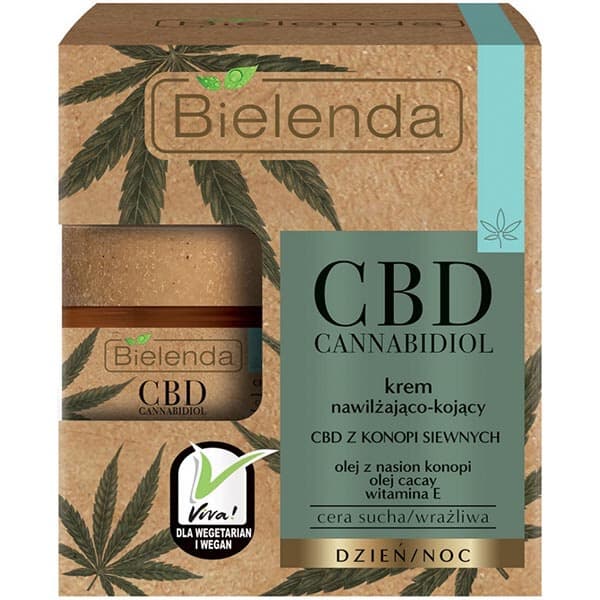 Bielenda
CBD
CANNABIDIOL
krem
nawilżająco-kojący
CBD Z KONOPI SIEWNYCH
olej z nasion konopi
olej cacay
witamina E
cera sucha/wrażliwa
DZIEŃ/NOC
Bielenda
CBD
CANNABIDIOL
Viva!
DLA WEGETARIAN
I WEGAN